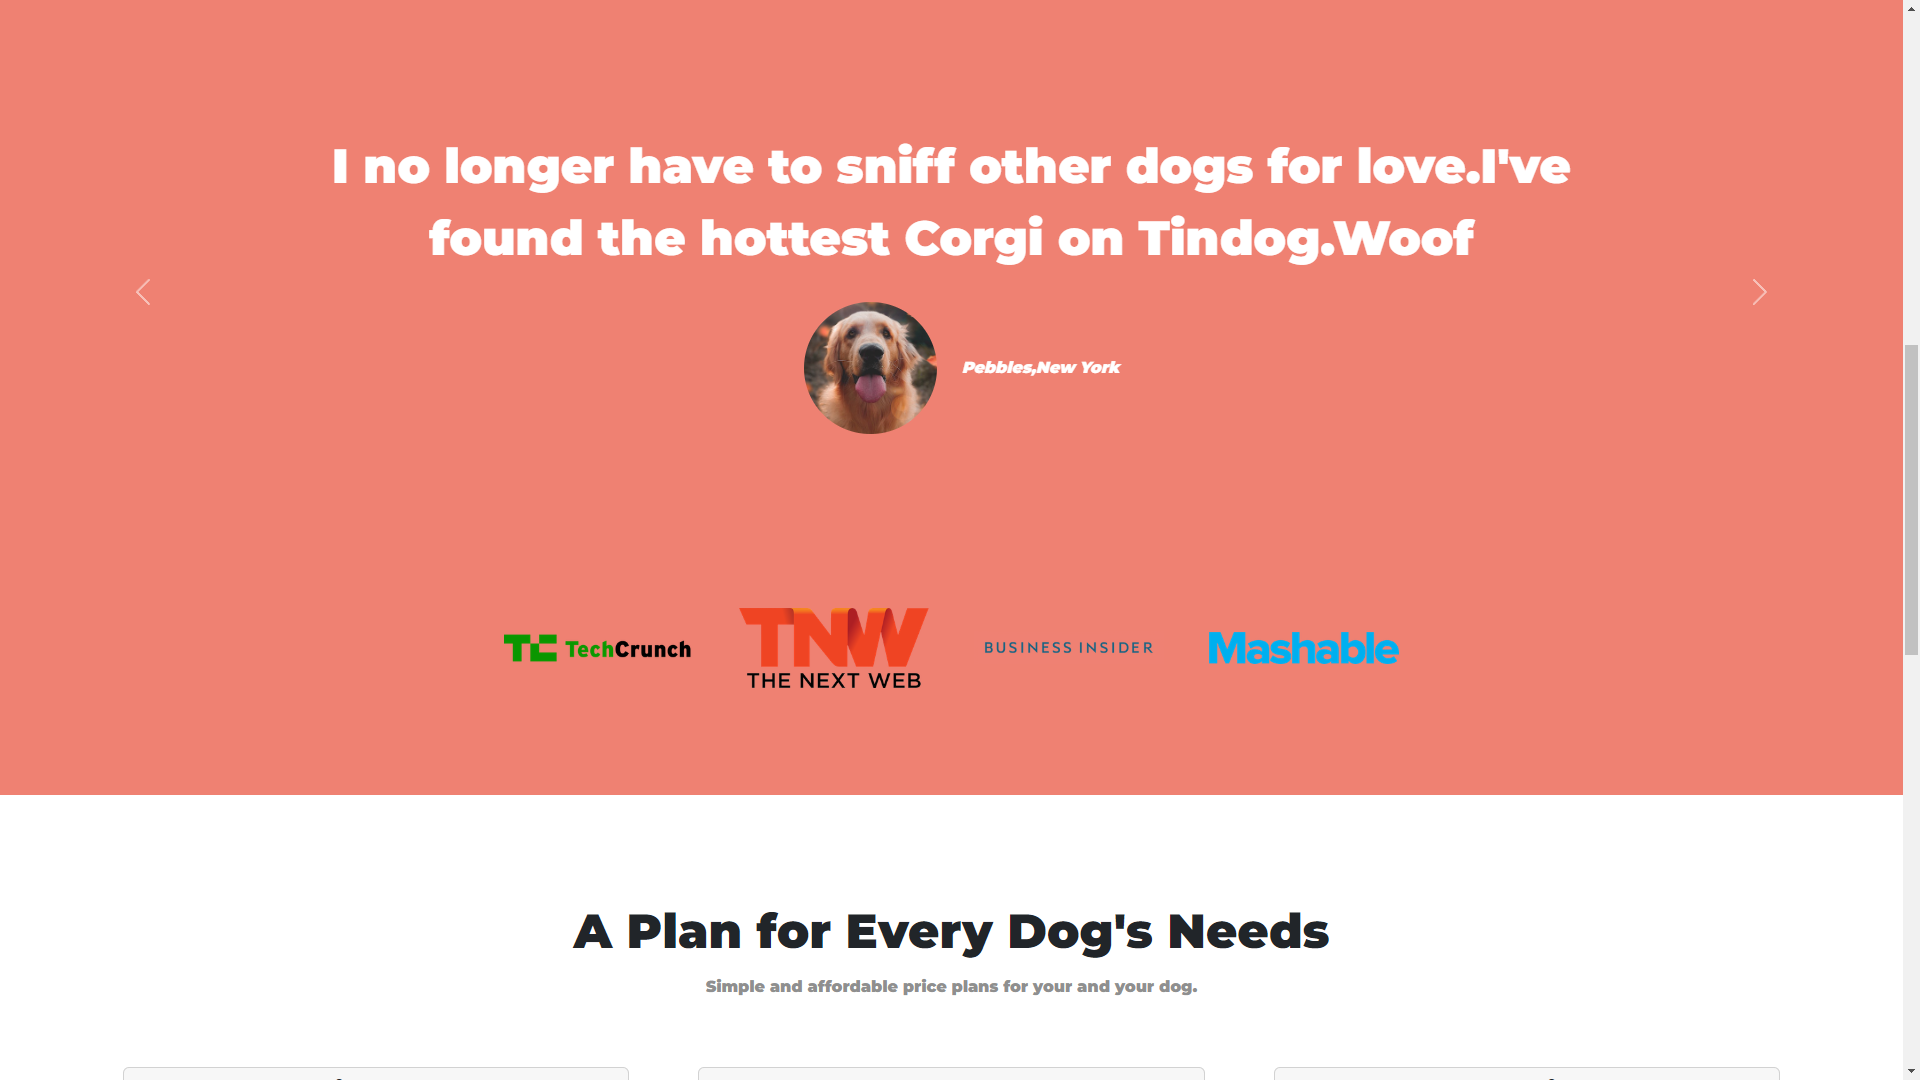 I no longer have to sniff other dogs for love.I've
found the hottest Corgi on Tindog.Woof
Pebbles,New York
TC TechCrunch
TNW
THE NEXT WEB
BUSINESS INSIDER
Mashable
A Plan for Every Dog's Needs
Simple and affordable price plans for your and your dog.